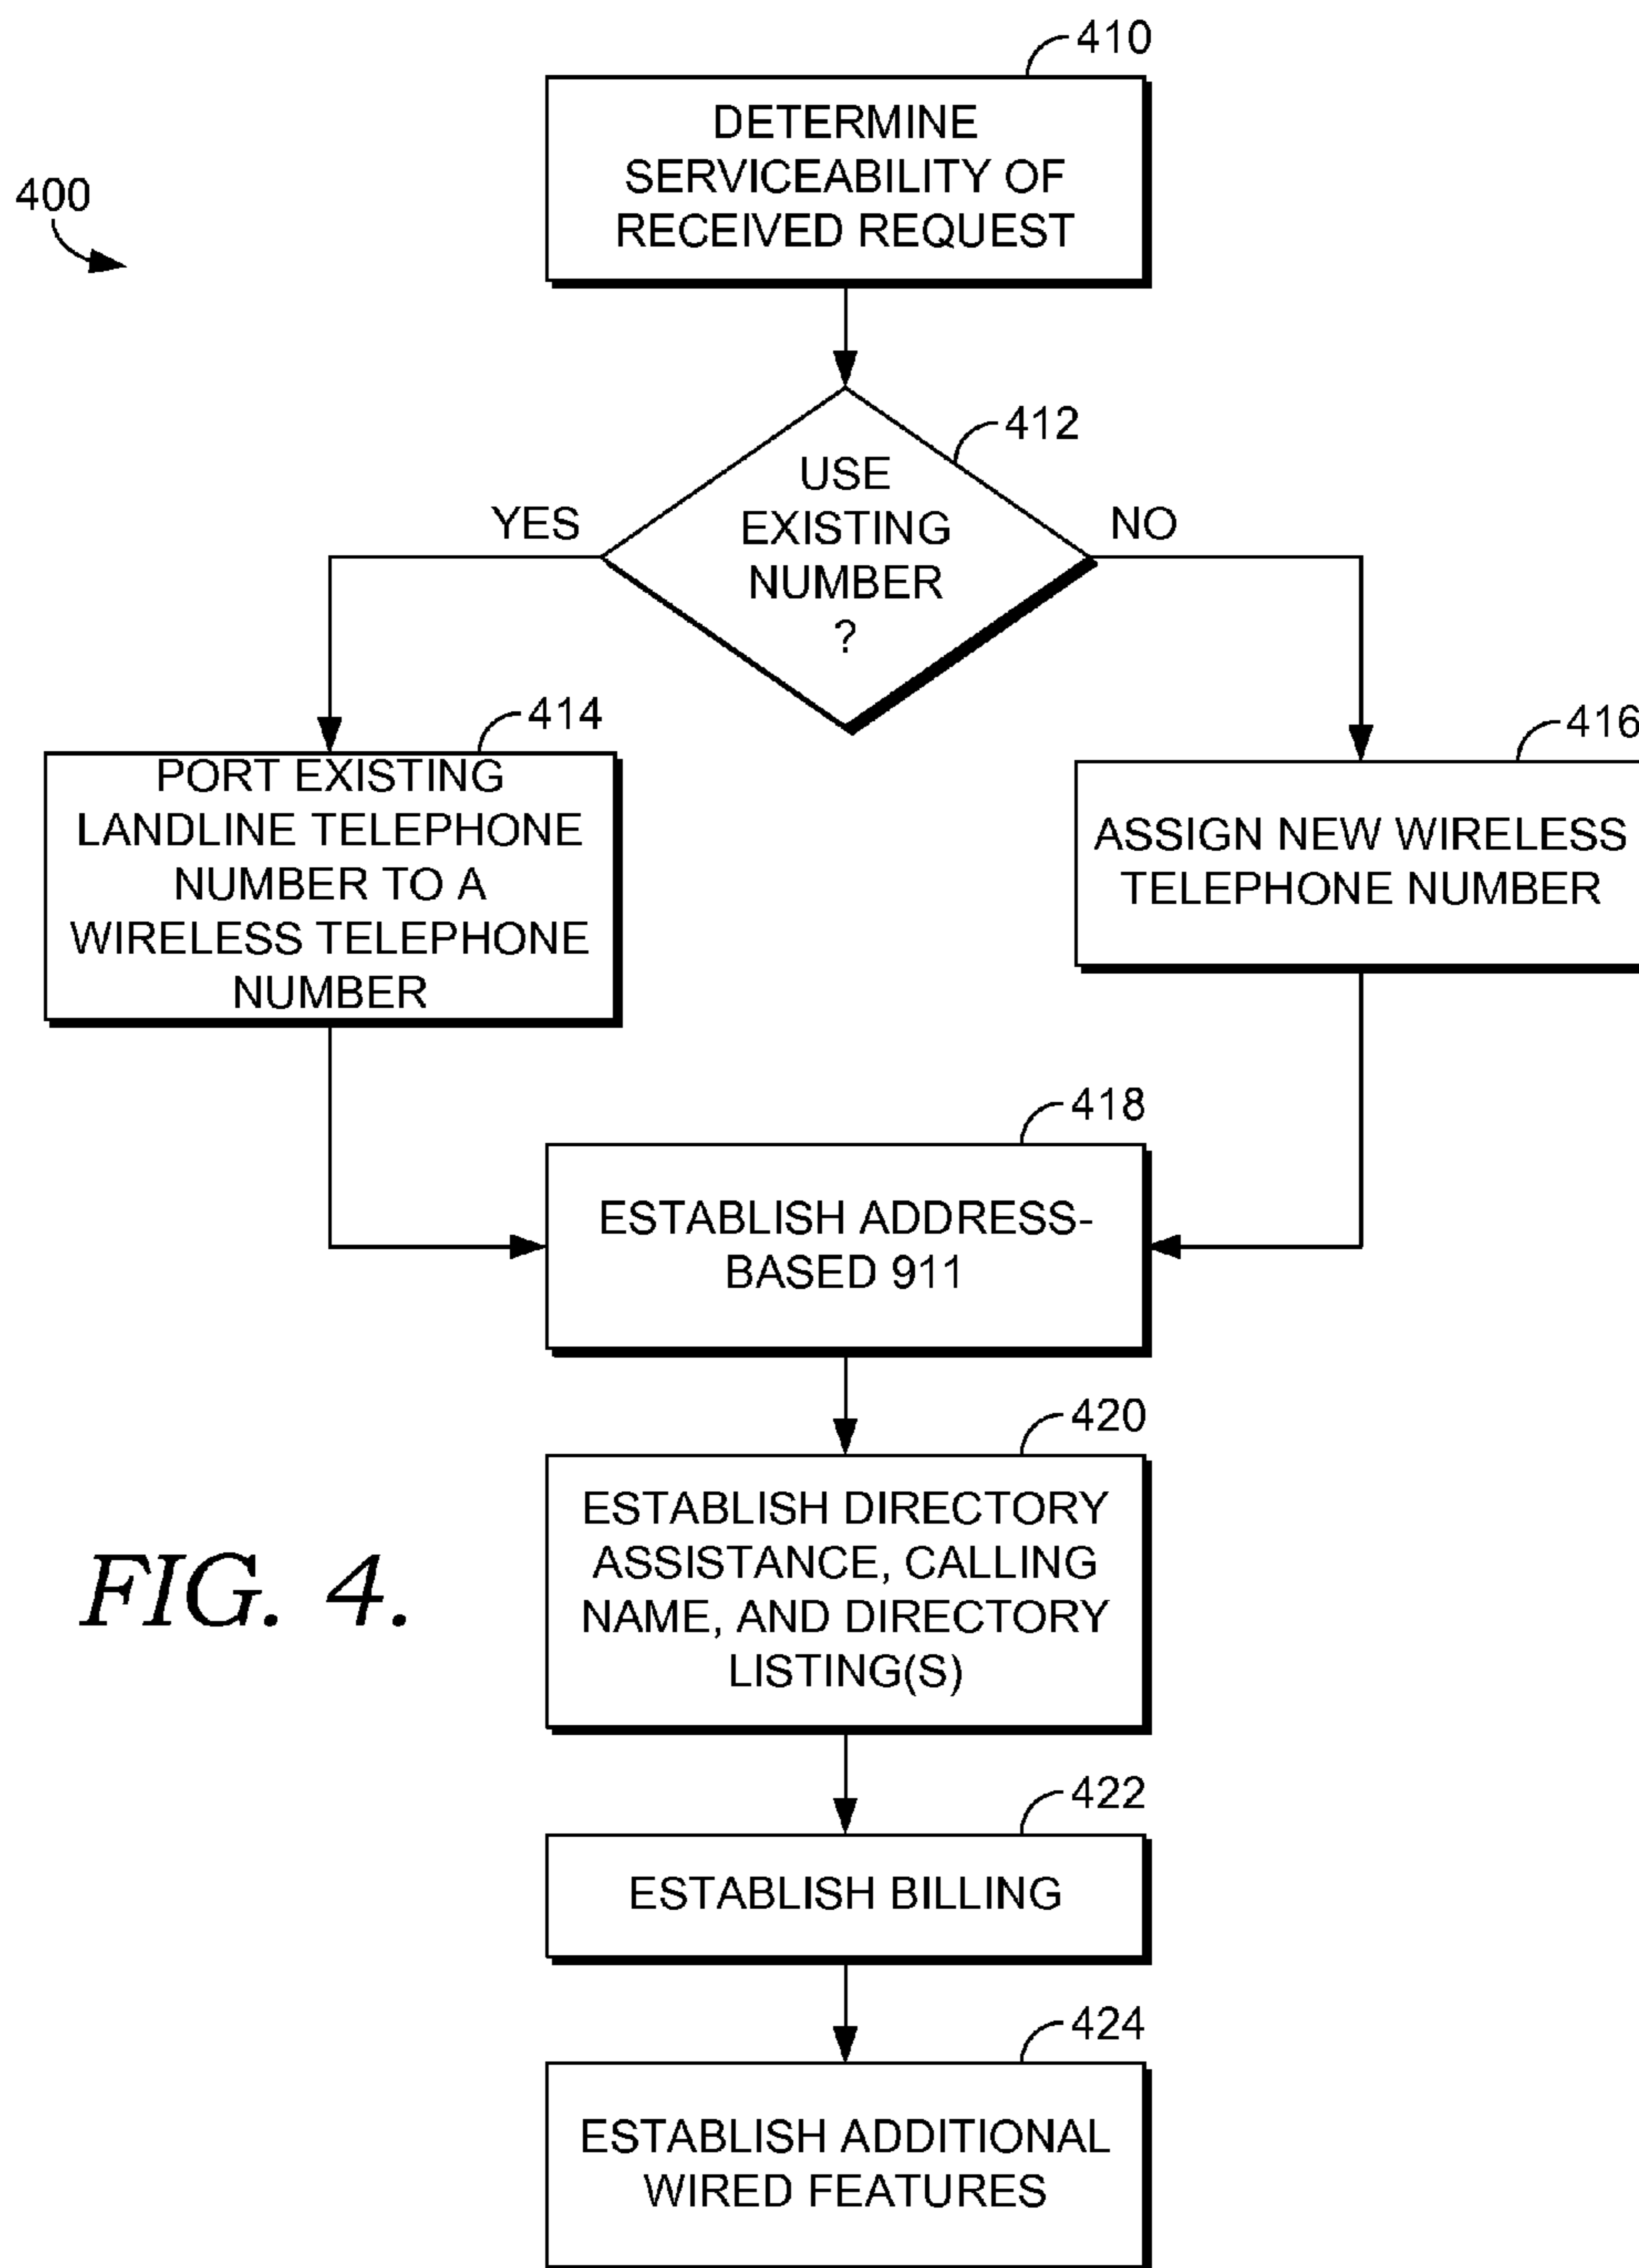 410
DETERMINE
SERVICEABILITY OF
RECEIVED REQUEST
400
412
USE
EXISTING
NUMBER
?
YES
NO
414
PORT EXISTING
LANDLINE TELEPHONE
NUMBER TO A
WIRELESS TELEPHONE
NUMBER
416
ASSIGN NEW WIRELESS
TELEPHONE NUMBER
418
ESTABLISH ADDRESS-
BASED 911
420
ESTABLISH DIRECTORY
ASSISTANCE, CALLING
NAME, AND DIRECTORY
LISTING(S)
FIG. 4.
422
ESTABLISH BILLING
424
ESTABLISH ADDITIONAL
WIRED FEATURES